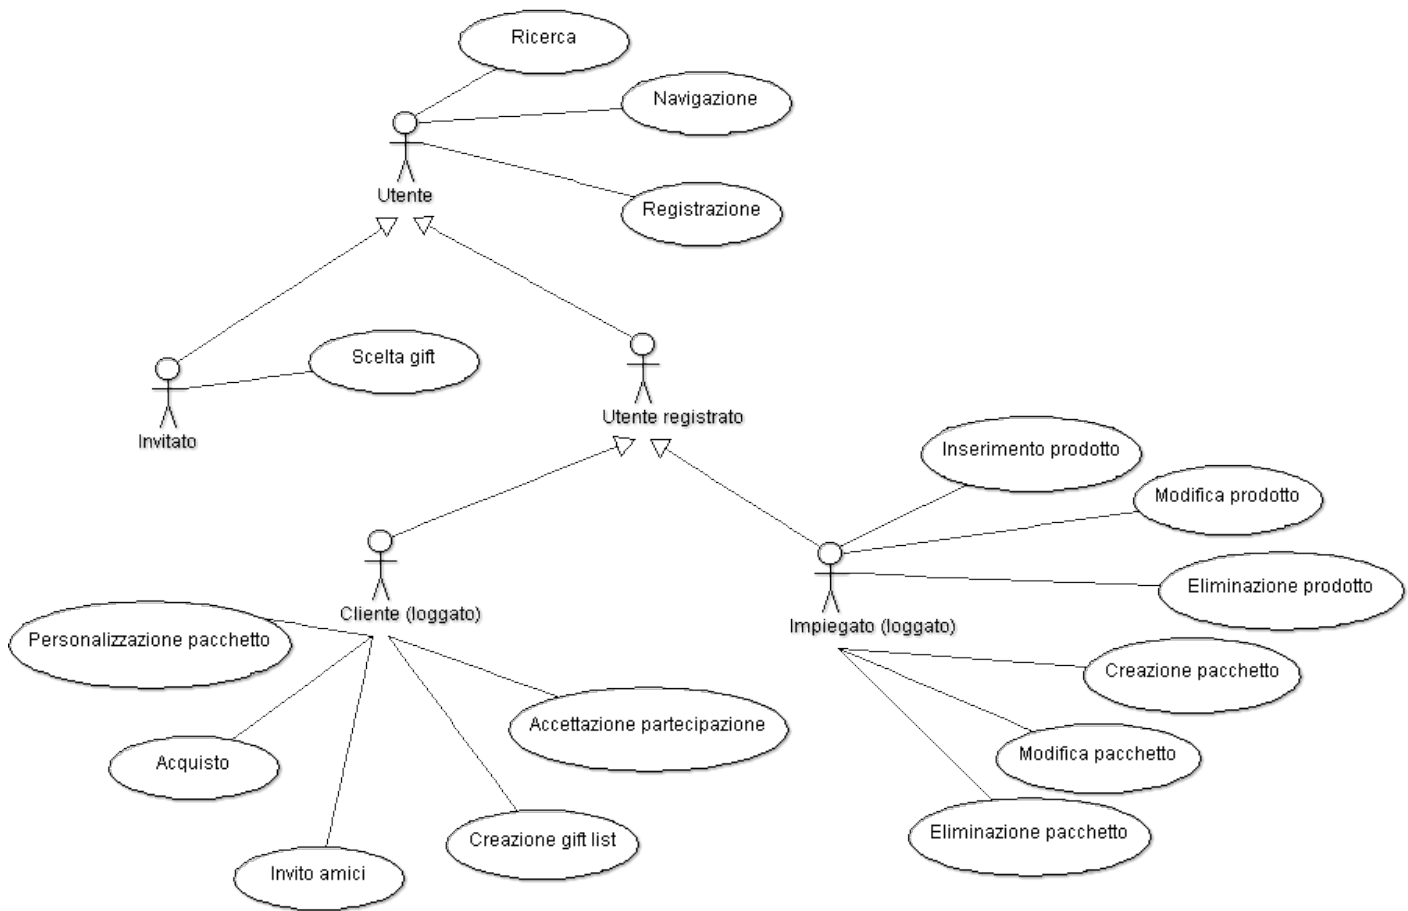 Ricerca
Navigazione
Utente
Registrazione
Scelta gift
Invitato
Utente registrato
Inserimento prodotto
Modifica prodotto
Eliminazione prodotto
Cliente (loggato)
Impiegato (loggato)
Personalizzazione pacchetto
Creazione pacchetto
Accettazione partecipazione
Modifica pacchetto
Acquisto
Eliminazione pacchetto
Creazione gift list
Invito amici